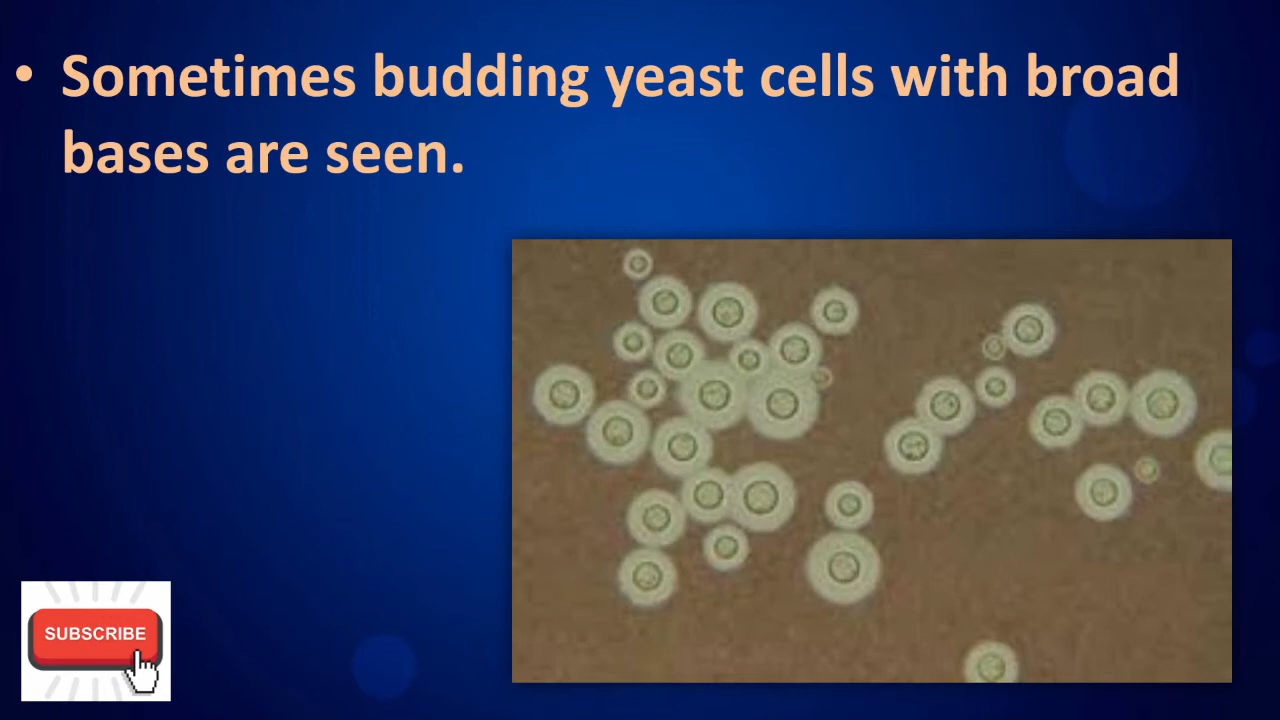 • Sometimes budding yeast cells with broad
bases are seen.
SUBSCRIBE